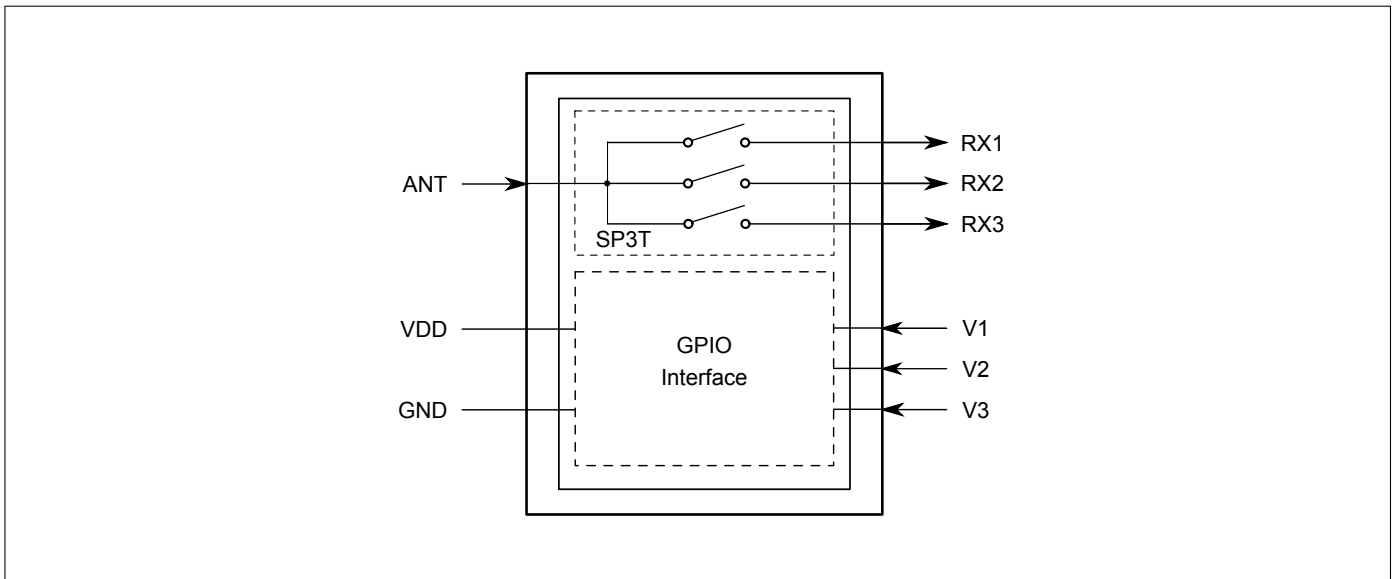 ANT
RX1
RX2
RX3
SP3T
VDD
GND
GPIO
Interface
V1
V2
V3